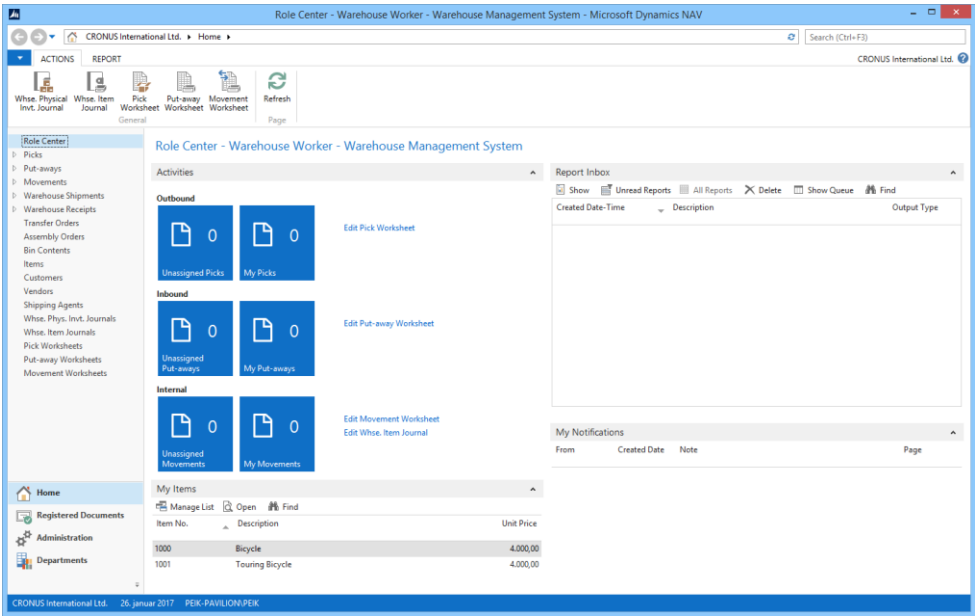 Role Center - Warehouse Worker - Warehouse Management System - Microsoft Dynamics NAV
CRONUS International Ltd. Home
Search (Ctrl+F3)
ACTIONS REPORT
CRONUS International Ltd.
Whse. Physical Invt. Journal
Whse. Item Journal
Pick Worksheet
Put-away Worksheet
Movement Worksheet
Refresh
General
Page
Role Center
Picks
Put-aways
Movements
Warehouse Shipments
Warehouse Receipts
Transfer Orders
Assembly Orders
Bin Contents
Items
Customers
Vendors
Shipping Agents
Whse. Phys. Invt. Journals
Whse. Item Journals
Pick Worksheets
Put-away Worksheets
Movement Worksheets
Home
Registered Documents
Administration
Departments
Role Center - Warehouse Worker - Warehouse Management System
Activities
Outbound
0
Unassigned Picks
0
My Picks
Edit Pick Worksheet
Inbound
0
Unassigned
Put-aways
0
My Put-aways
Edit Put-away Worksheet
Internal
0
Unassigned
Movements
0
My Movements
Edit Movement Worksheet
Edit Whse. Item Journal
My Items
Manage List Open Find
Item No. Description Unit Price
1000 Bicycle 4.000,00
1001 Touring Bicycle 4.000,00
Report Inbox
Show Unread Reports All Reports Delete Show Queue Find
Created Date-Time Description Output Type
My Notifications
From Created Date Note Page
CRONUS International Ltd. 26. januar 2017 PEIK-PAVILION\PEIK